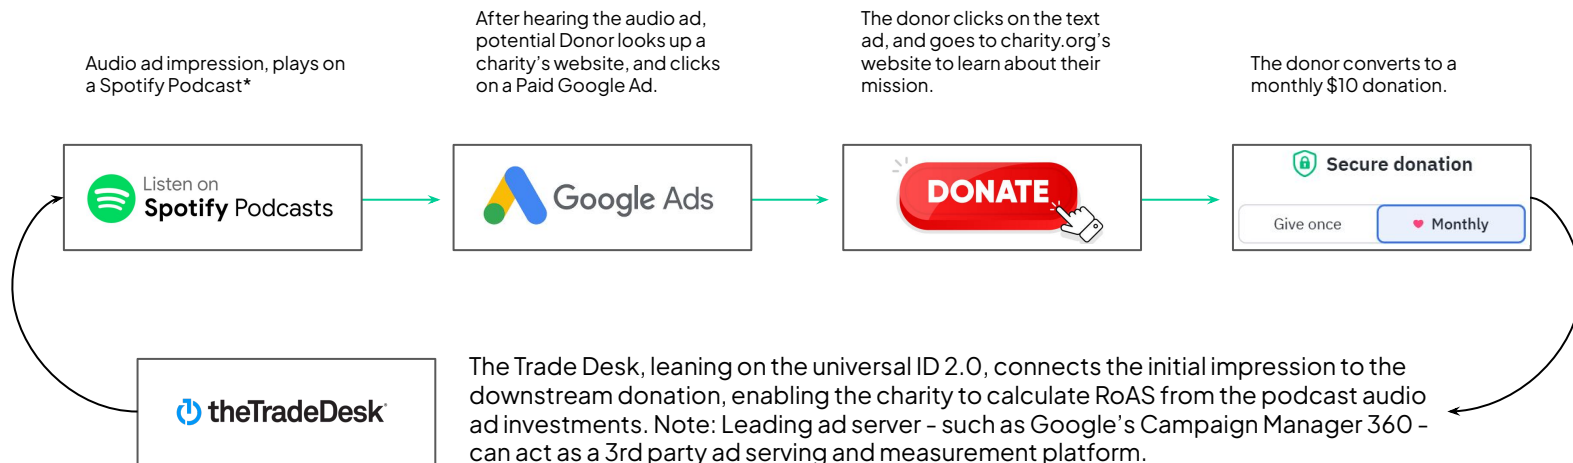 Audio ad impression, plays on
a Spotify Podcast*
After hearing the audio ad,
potential Donor looks up a
charity's website, and clicks
on a Paid Google Ad.
The donor clicks on the text
ad, and goes to charity.org's
website to learn about their
mission.
The donor converts to a
monthly $10 donation.
Listen on
Spotify Podcasts
Google Ads
DONATE
Secure donation
Give once
Monthly
theTradeDesk
The Trade Desk, leaning on the universal ID 2.0, connects the initial impression to the
downstream donation, enabling the charity to calculate RoAS from the podcast audio
ad investments. Note: Leading ad server - such as Google's Campaign Manager 360 -
can act as a 3rd party ad serving and measurement platform.